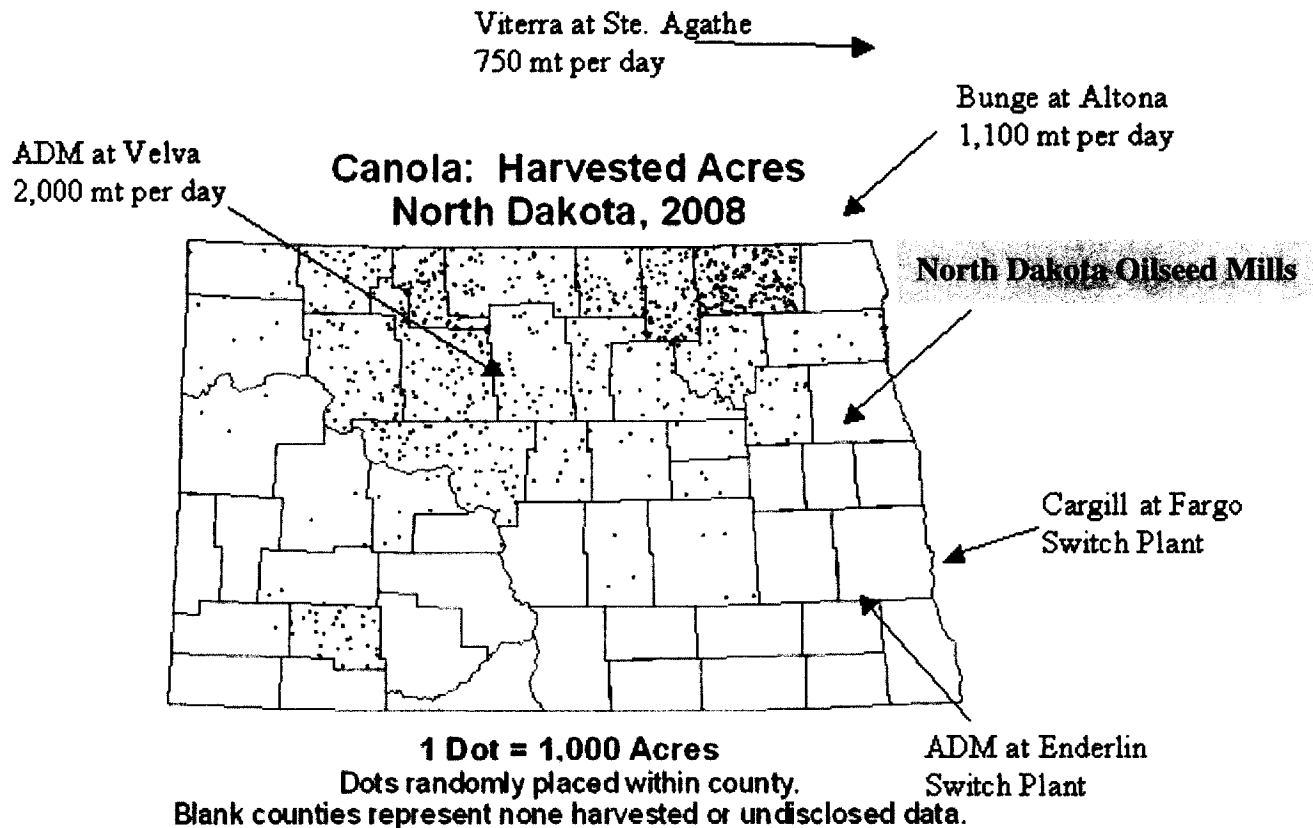 Viterra at Ste. Agathe
750 mt per day
Bunge at Altona
1,100 mt per day
ADM at Velva
2,000 mt per day
Canola: Harvested Acres
North Dakota, 2008
North Dakota Oilseed Mills
Cargill at Fargo
Switch Plant
ADM at Enderlin
Switch Plant
1 Dot = 1,000 Acres
Dots randomly placed within county.
Blank counties represent none harvested or undisclosed data.